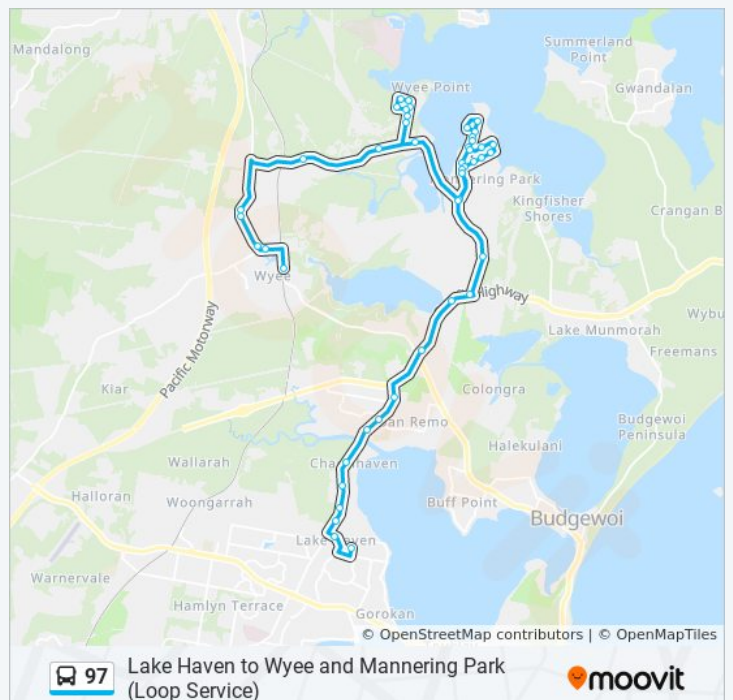 Mandalong
Summerland
Point
Wyee Point
Gwandalan
Mannering Park
Kingfisher
Shores
Crangan B
Wyee
Highway
Pacific Motorway
Lake Munmorah
Wybu
Freemans
Kiar
Colongra
Budgewoi
Peninsula
San Remo
Halekulani
Wallarah
Charmhaven
Halloran
Woongarrah
Buff Point
Budgewoi
Lake Haven
Warnervale
Hamlyn Terrace
Gorokan
© OpenStreetMap contributors | © OpenMapTiles
97
Lake Haven to Wyee and Mannering Park
(Loop Service)
moovit